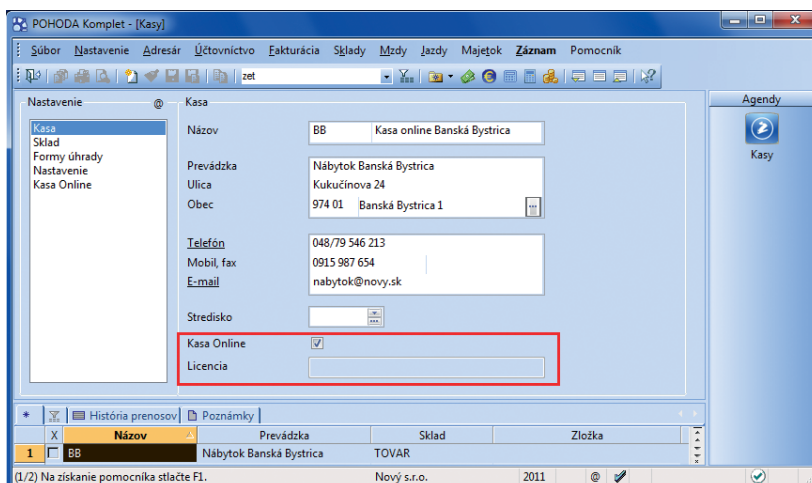 POHODA Komplet - [Kasy]
Súbor Nastavenie Adresár Účtovníctvo Fakturácia Sklady Mzdy Jazdy Majetok Záznam Pomocník
zet
Nastavenie @
Kasa
Sklad
Formy úhrady
Nastavenie
Kasa Online
Kasa
Názov BB Kasa online Banská Bystrica
Prevádzka Nábytok Banská Bystrica
Ulica Kukučínova 24
Obec 974 01 Banská Bystrica 1
Telefón 048/79 546 213
Mobil, fax 0915 987 654
E-mail nabytok@novy.sk
Stredisko
Kasa Online
Licencia
Agendy
Kasy
* História prenosov Poznámky
X Názov Prevádzka Sklad Zložka
1 BB Nábytok Banská Bystrica TOVAR
(1/2) Na získanie pomocníka stlačte F1. Nový s.r.o. 2011 @